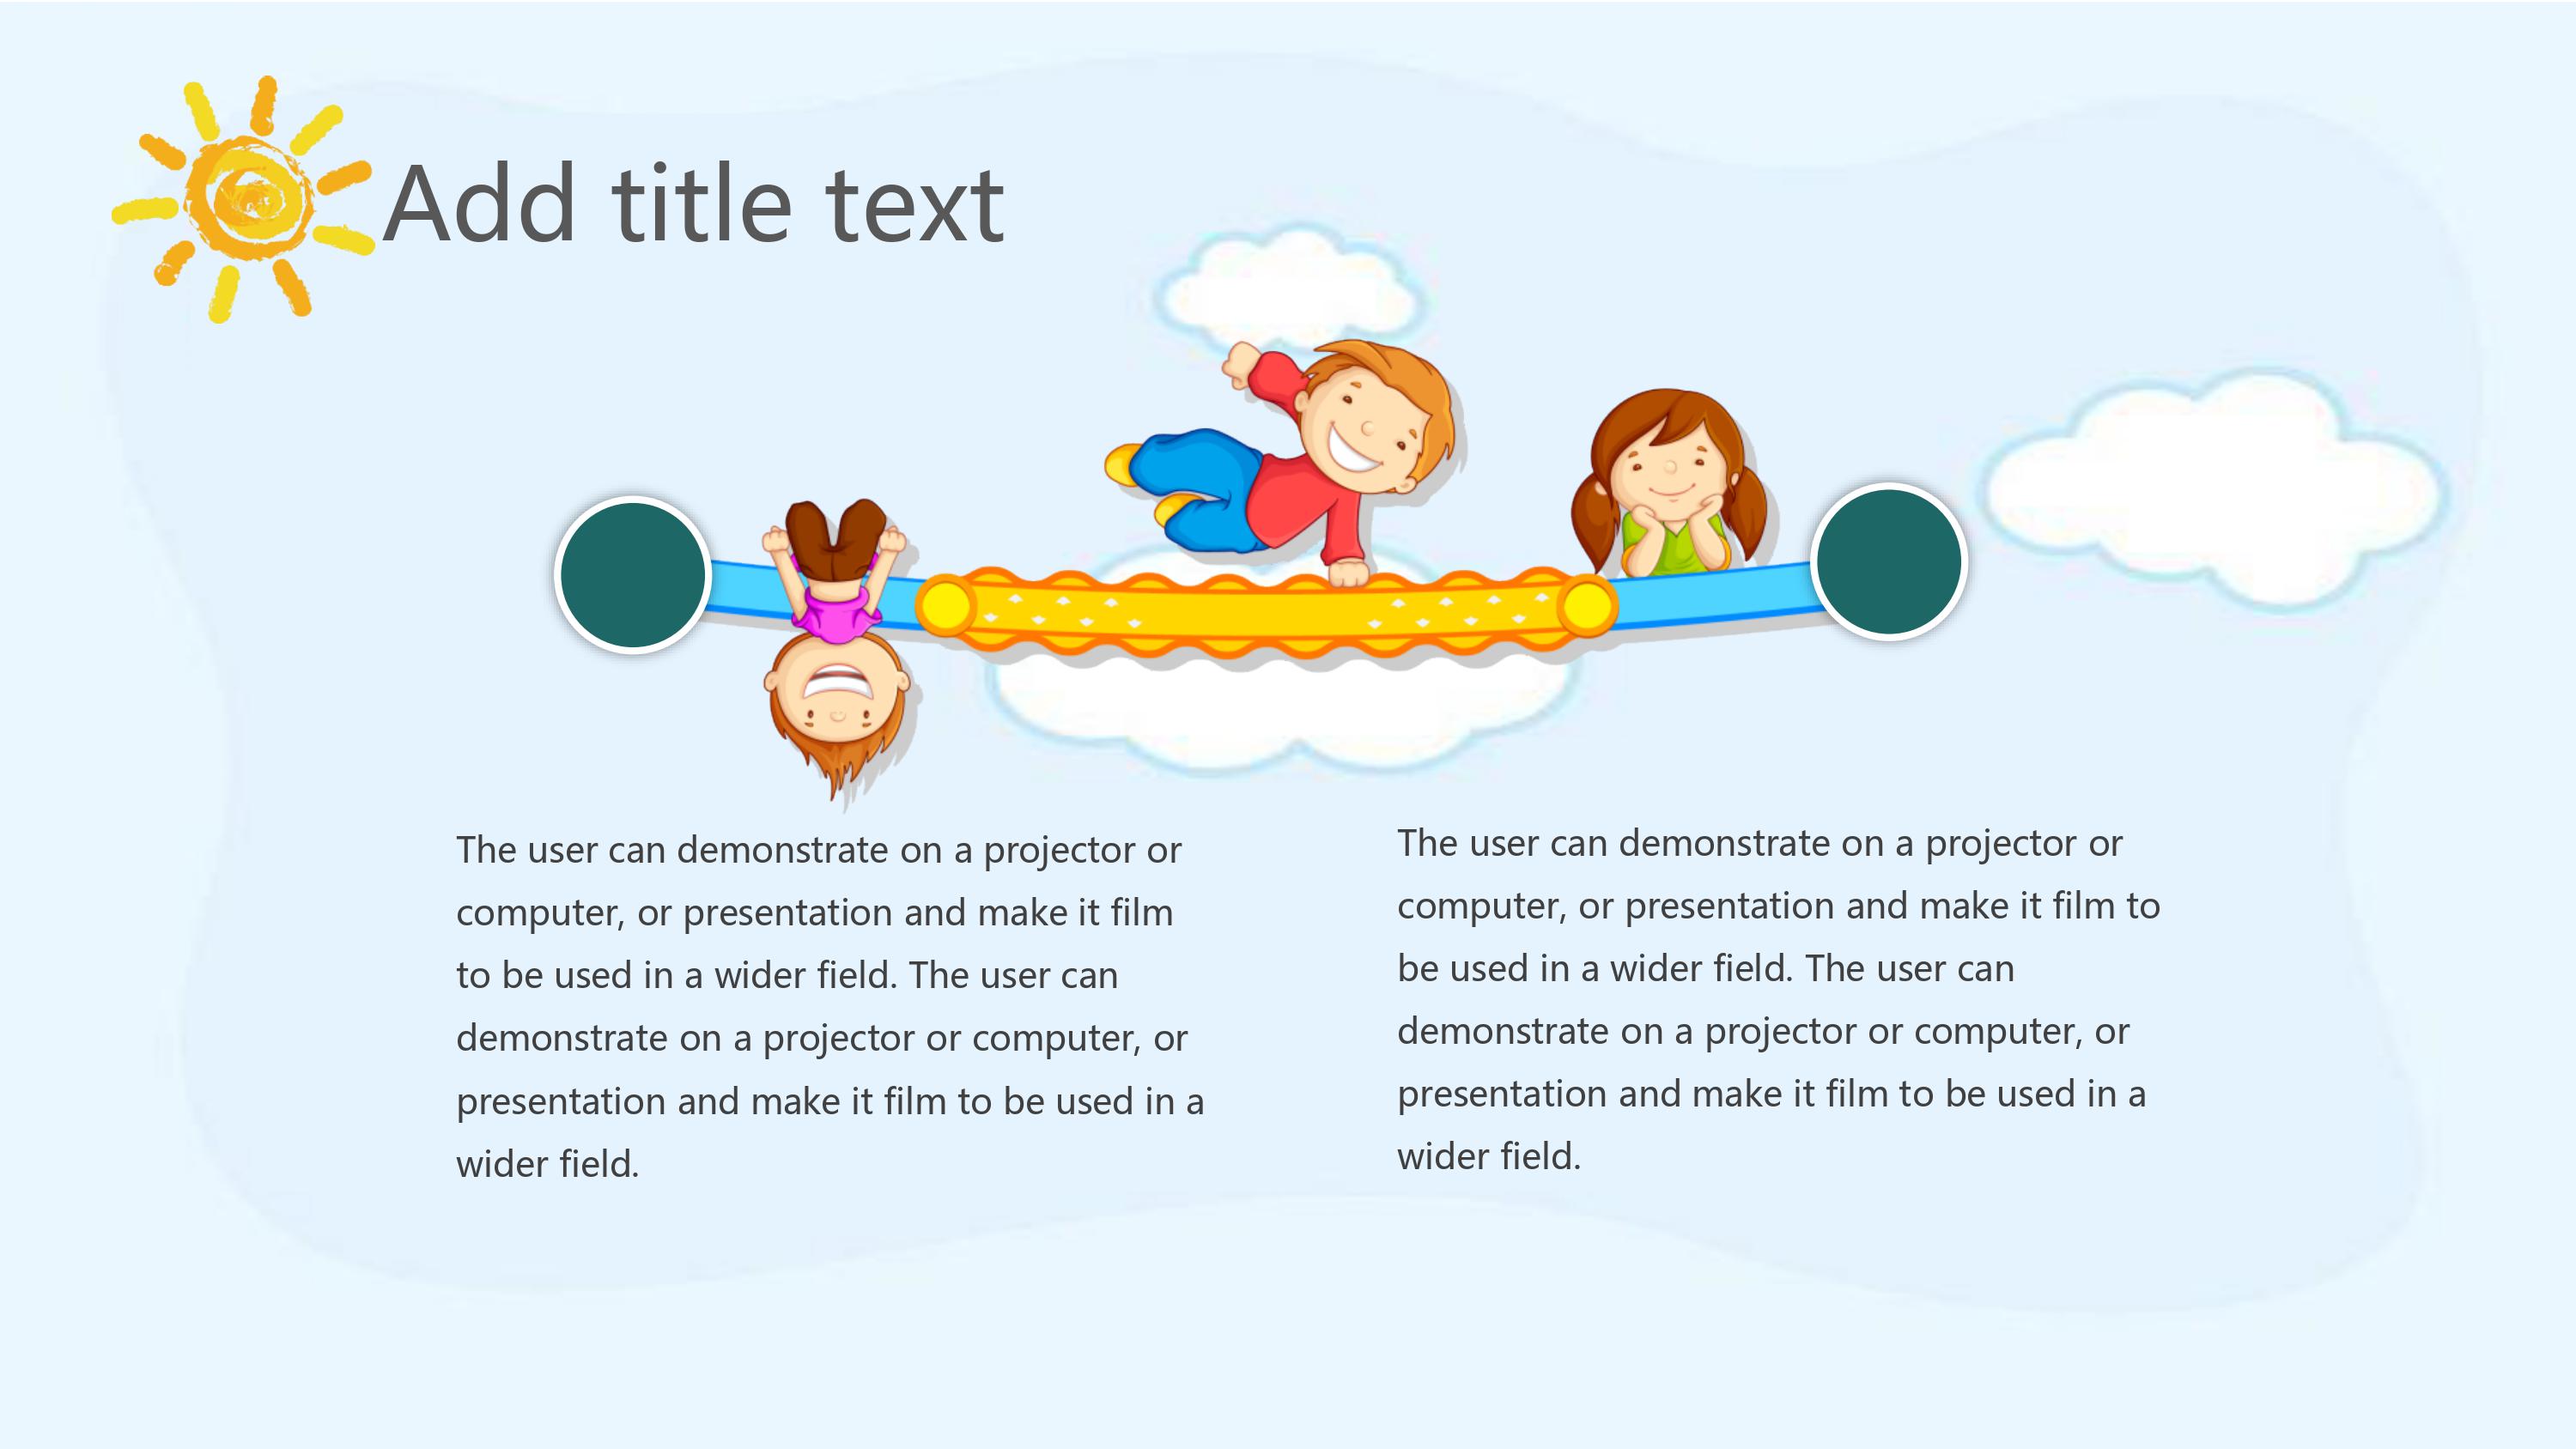 Add title text
The user can demonstrate on a projector or
computer, or presentation and make it film
to be used in a wider field. The user can
demonstrate on a projector or computer, or
presentation and make it film to be used in a
wider field.
The user can demonstrate on a projector or
computer, or presentation and make it film to
be used in a wider field. The user can
demonstrate on a projector or computer, or
presentation and make it film to be used in a
wider field.